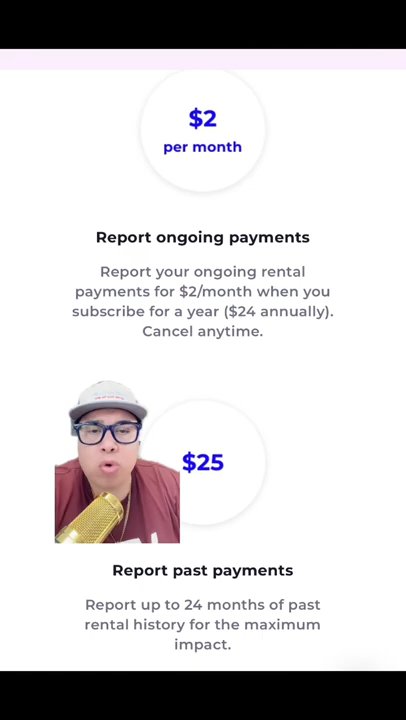 $2
per month
Report ongoing payments
Report your ongoing rental
payments for $2/month when you
subscribe for a year ($24 annually).
Cancel anytime.
$25
Report past payments
Report up to 24 months of past
rental history for the maximum
impact.